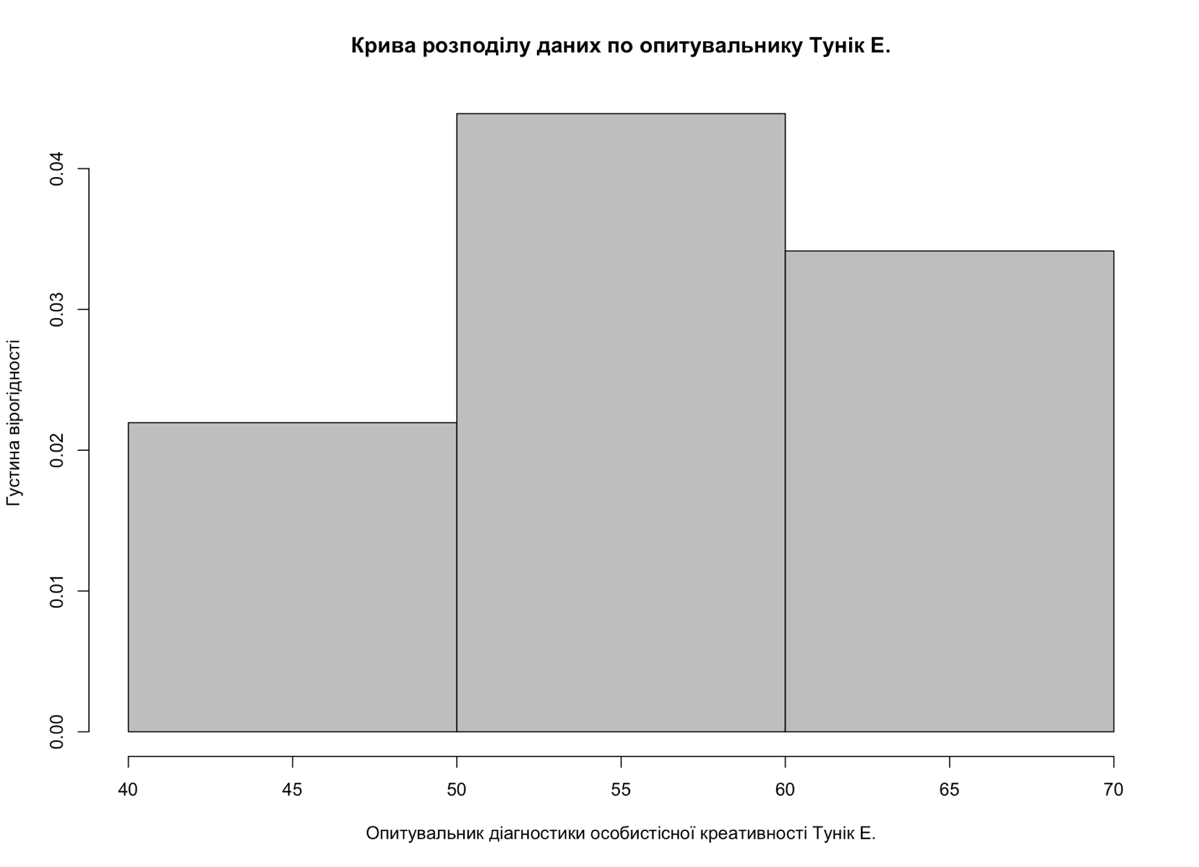 Крива розподілу даних по опитувальнику Тунік Е.
Густина вірогідності
0.04
0.03
0.02
0.01
0.00
40 45 50 55 60 65 70
Опитувальник діагностики особистісної креативності Тунік Е.